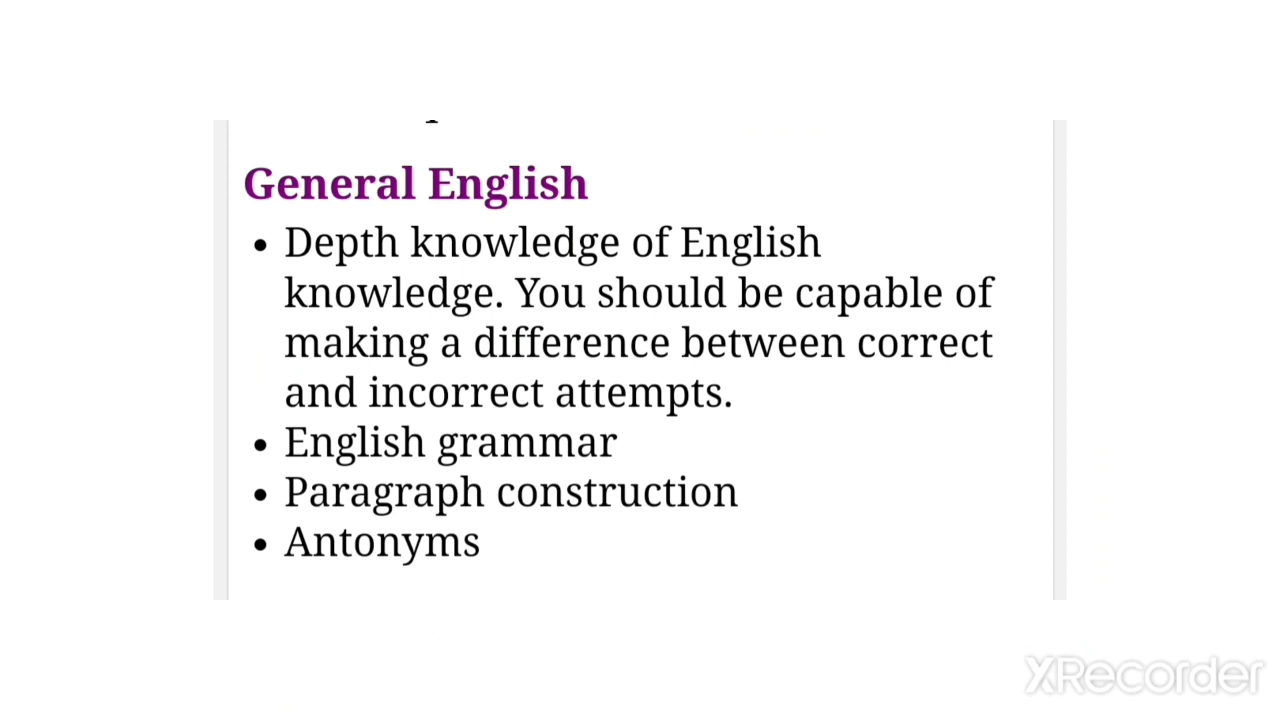 General English
• Depth knowledge of English
knowledge. You should be capable of
making a difference between correct
and incorrect attempts.
• English grammar
• Paragraph construction
• Antonyms
XRecorder